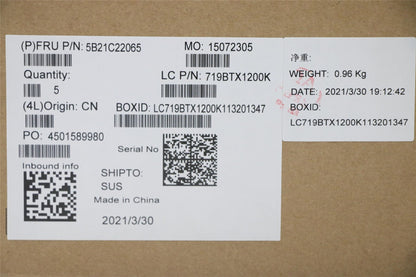 (P)FRU P/N: 5B21C22065
MO: 15072305
Quantity:
5
LC P/N: 719BTX1200K
(4L)Origin: CN
BOXID: LC719BTX1200K113201347
PO: 4501589980
Serial No
Inbound info
SHIPTO:
SUS
Made in China
2021/3/30
净重:
WEIGHT: 0.96 Kg
DATE: 2021/3/30 19:12:42
BOXID:
LC719BTX1200K113201347